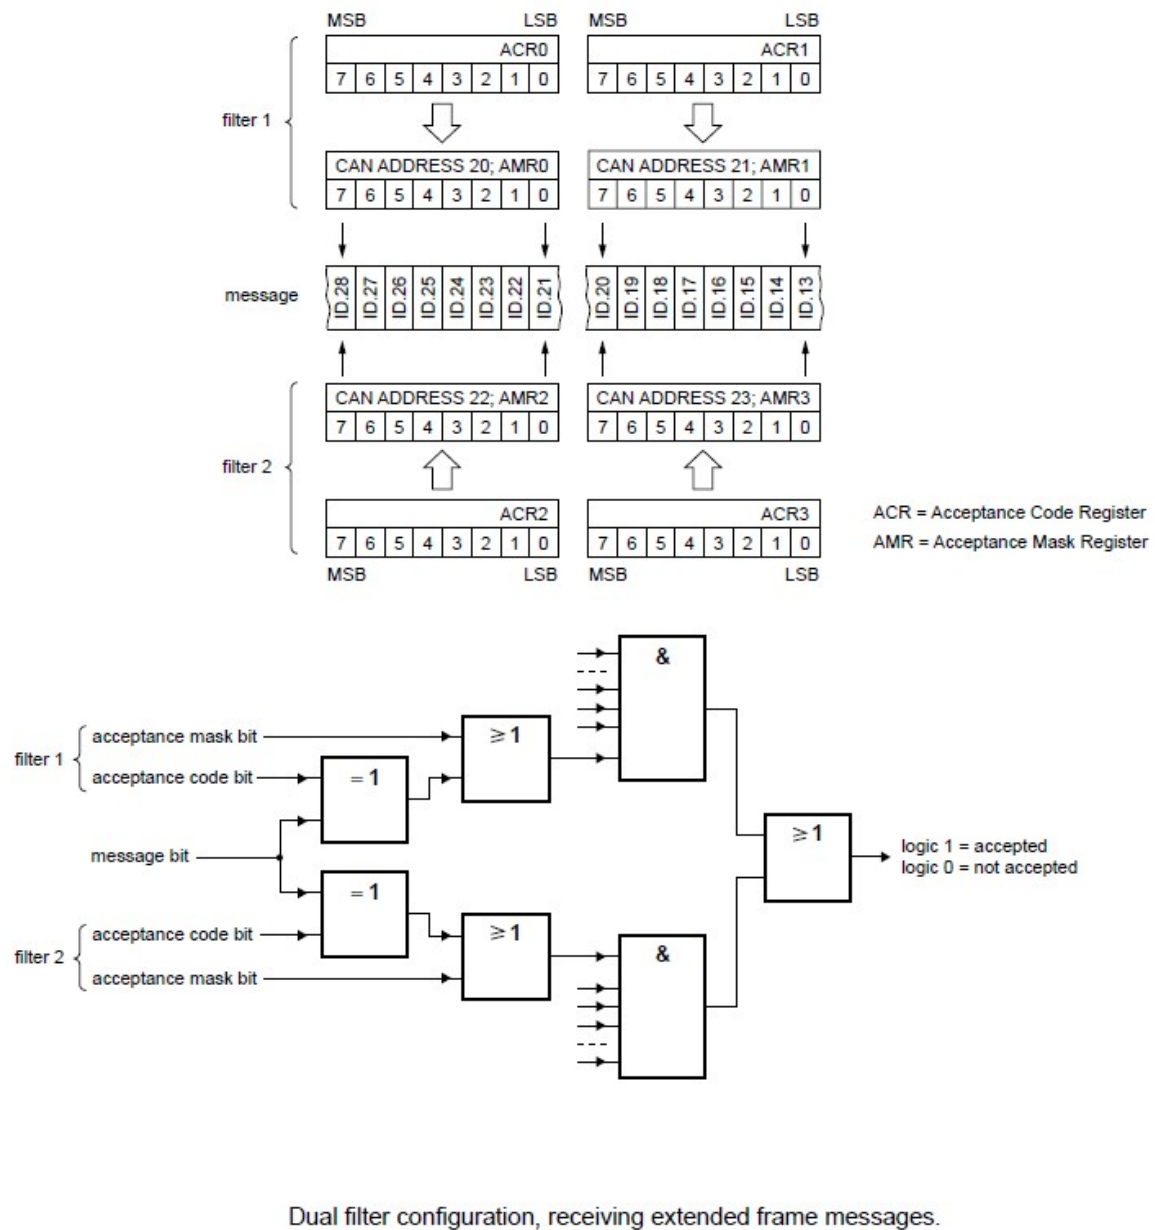 MSB LSB MSB LSB
ACR0 ACR1
7 6 5 4 3 2 1 0 7 6 5 4 3 2 1 0
filter 1
CAN ADDRESS 20; AMR0 CAN ADDRESS 21; AMR1
7 6 5 4 3 2 1 0 7 6 5 4 3 2 1 0
message
ID.28 ID.27 ID.26 ID.25 ID.24 ID.23 ID.22 ID.21 ID.20 ID.19 ID.18 ID.17 ID.16 ID.15 ID.14 ID.13
CAN ADDRESS 22; AMR2 CAN ADDRESS 23; AMR3
7 6 5 4 3 2 1 0 7 6 5 4 3 2 1 0
filter 2
ACR2 ACR3
7 6 5 4 3 2 1 0 7 6 5 4 3 2 1 0
MSB LSB MSB LSB
ACR = Acceptance Code Register
AMR = Acceptance Mask Register
&
filter 1
acceptance mask bit
≥ 1
acceptance code bit
= 1
message bit
≥ 1
logic 1 = accepted
logic 0 = not accepted
= 1
filter 2
acceptance code bit
≥ 1
&
acceptance mask bit
Dual filter configuration, receiving extended frame messages.